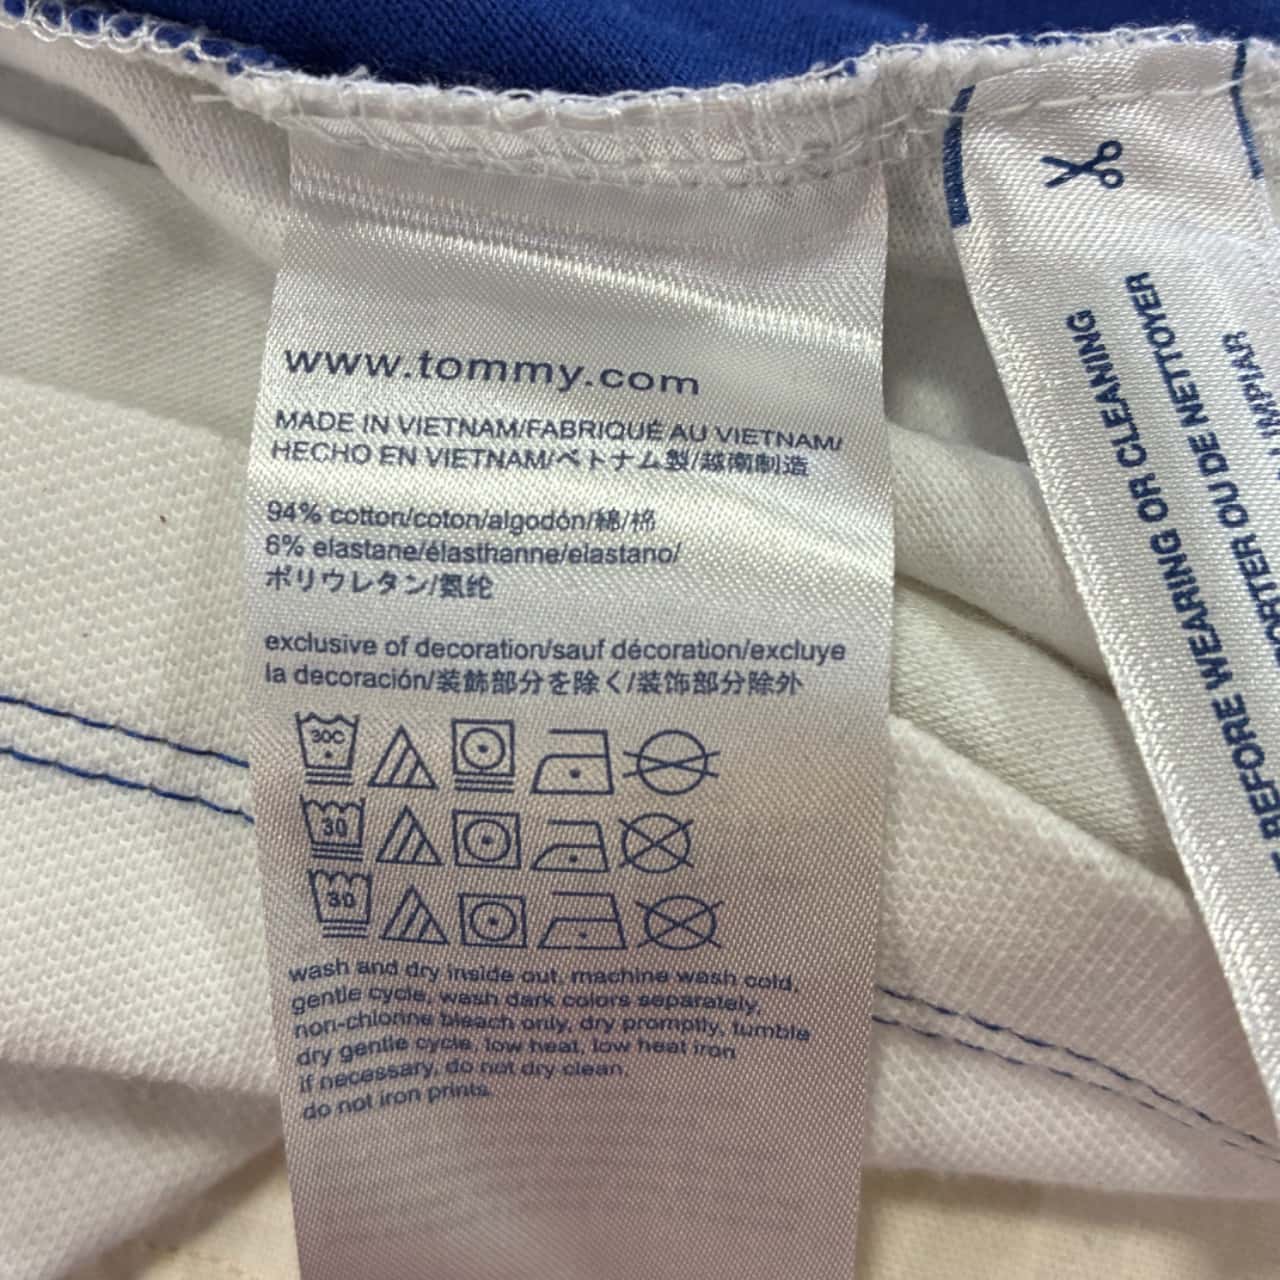 www.tommy.com
MADE IN VIETNAM/FABRIQUÉ AU VIETNAM/
HECHO EN VIETNAM/ベトナム製/越南制造
94% cotton/coton/algodón/綿/棉
6% elastane/élasthanne/elastano/
ポリウレタン/氨纶
exclusive of decoration/sauf décoration/excluye
la decoración/装飾部分を除く/装饰部分除外
30C
30
30
wash and dry inside out, machine wash cold,
gentle cycle, wash dark colors separately,
non-chlorine bleach only, dry promptly, tumble
dry gentle cycle, low heat, low heat iron
if necessary, do not dry clean.
do not iron prints.
BEFORE WEARING OR CLEANING
OU DE NETTOYER